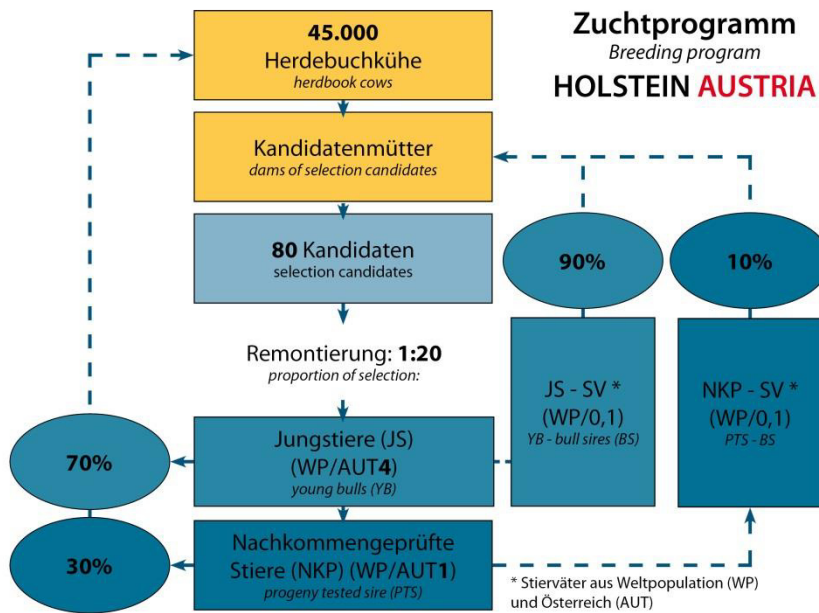 Zuchtprogramm
Breeding program
HOLSTEIN AUSTRIA
45.000
Herdebuchkühe
herdbook cows
Kandidatenmütter
dams of selection candidates
80 Kandidaten
selection candidates
90%
10%
Remontierung: 1:20
proportion of selection:
JS - SV *
(WP/0,1)
YB - bull sires (BS)
NKP - SV *
(WP/0,1)
PTS - BS
Jungstiere (JS)
(WP/AUT4)
young bulls (YB)
70%
Nachkommengeprüfte
Stiere (NKP) (WP/AUT1)
progeny tested sire (PTS)
30%
* Stierväter aus Weltpopulation (WP)
und Österreich (AUT)